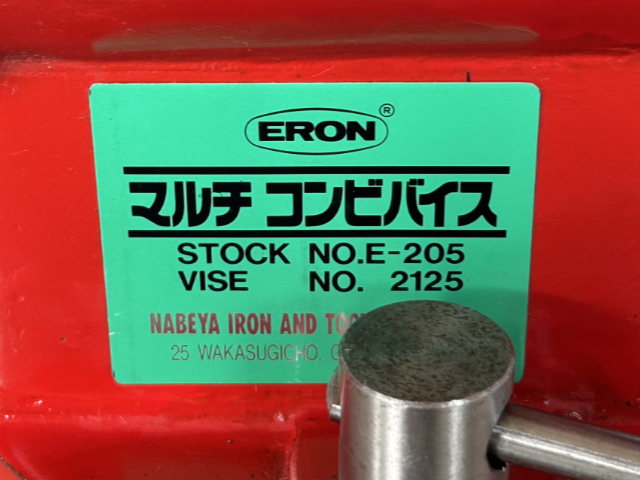 ERON ®
マルチ コンビバイス
STOCK NO.E-205
VISE NO. 2125
NABEYA IRON AND
25 WAKASUGICHO,